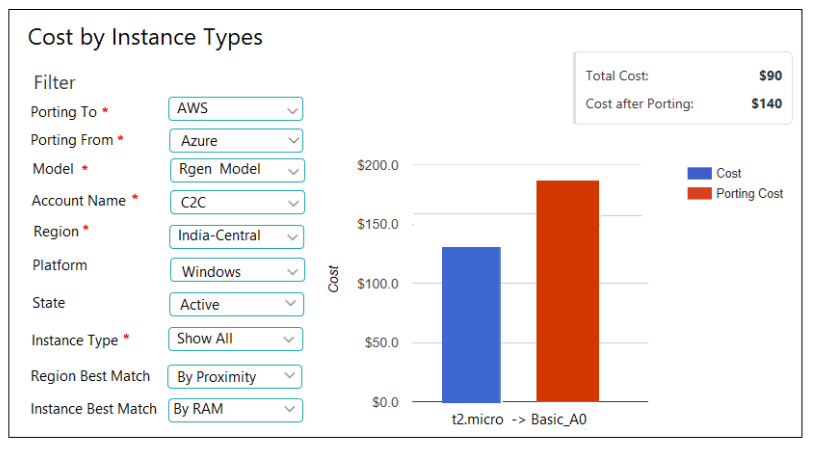 Cost by Instance Types
Total Cost: $90
Cost after Porting: $140
Filter
Porting To * AWS
Porting From * Azure
Model * Rgen Model
Account Name * C2C
Region * India-Central
Platform Windows
State Active
Instance Type * Show All
Region Best Match By Proximity
Instance Best Match By RAM
Cost
$200.0
$150.0
$100.0
$50.0
$0.0
t2.micro -> Basic_A0
Cost
Porting Cost